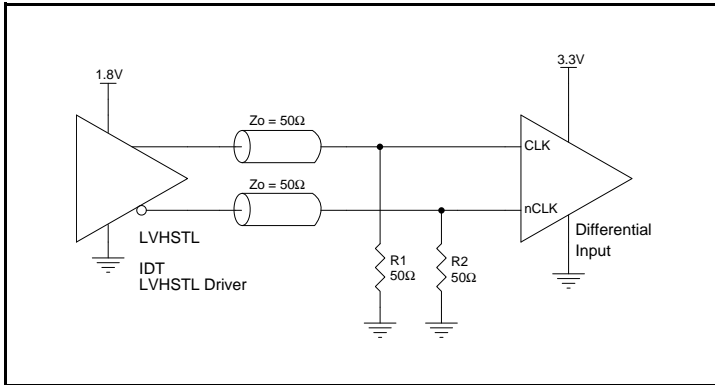 1.8V
3.3V
Zo = 50Ω
CLK
Zo = 50Ω
nCLK
LVHSTL
IDT
LVHSTL Driver
Differential
Input
R1
50Ω
R2
50Ω